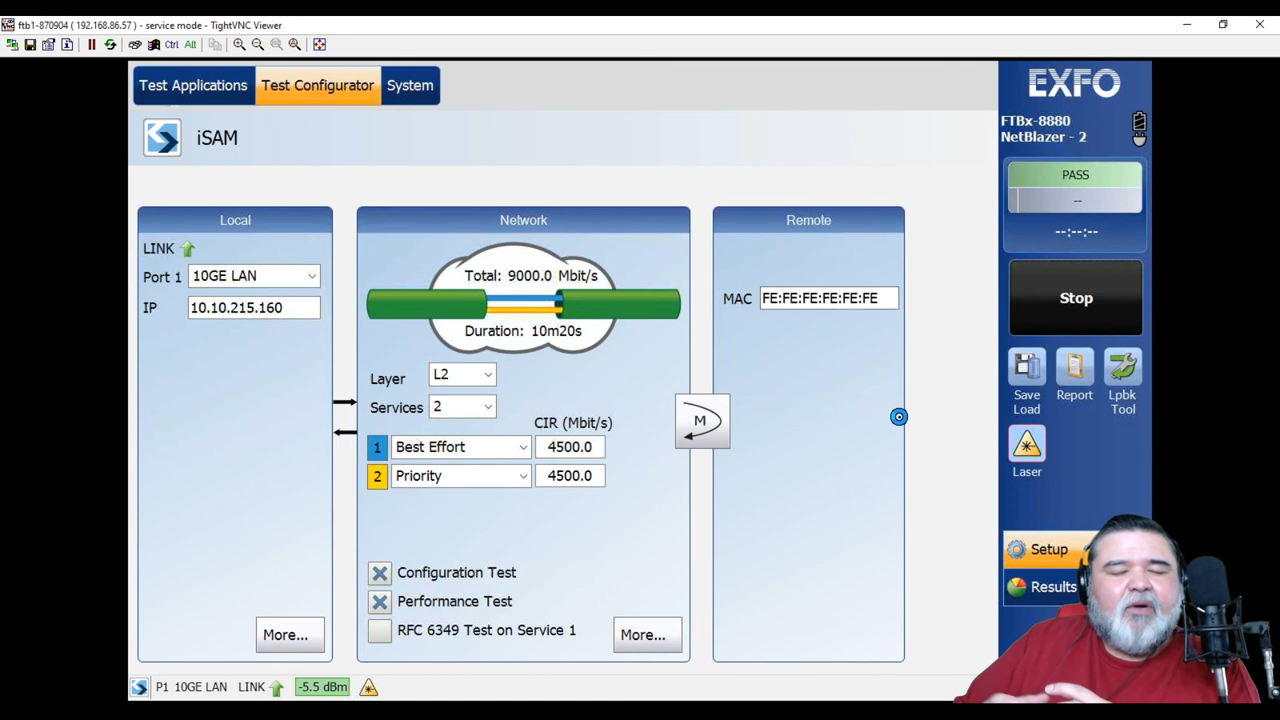 ftb1-870904 ( 192.168.86.57 ) - service mode - TightVNC Viewer
Ctrl Alt
Test Applications Test Configurator System
EXFO
FTBx-8880
NetBlazer - 2
iSAM
PASS
--
--:--:--
Local
LINK
Port 1 10GE LAN
IP 10.10.215.160
More...
Network
Total: 9000.0 Mbit/s
Duration: 10m20s
Layer L2
Services 2
CIR (Mbit/s)
1 Best Effort 4500.0
2 Priority 4500.0
Configuration Test
Performance Test
RFC 6349 Test on Service 1
More...
M
Remote
MAC FE:FE:FE:FE:FE:FE
Stop
Save Load
Report
Lpbk Tool
Laser
Setup
Results
P1 10GE LAN LINK -5.5 dBm